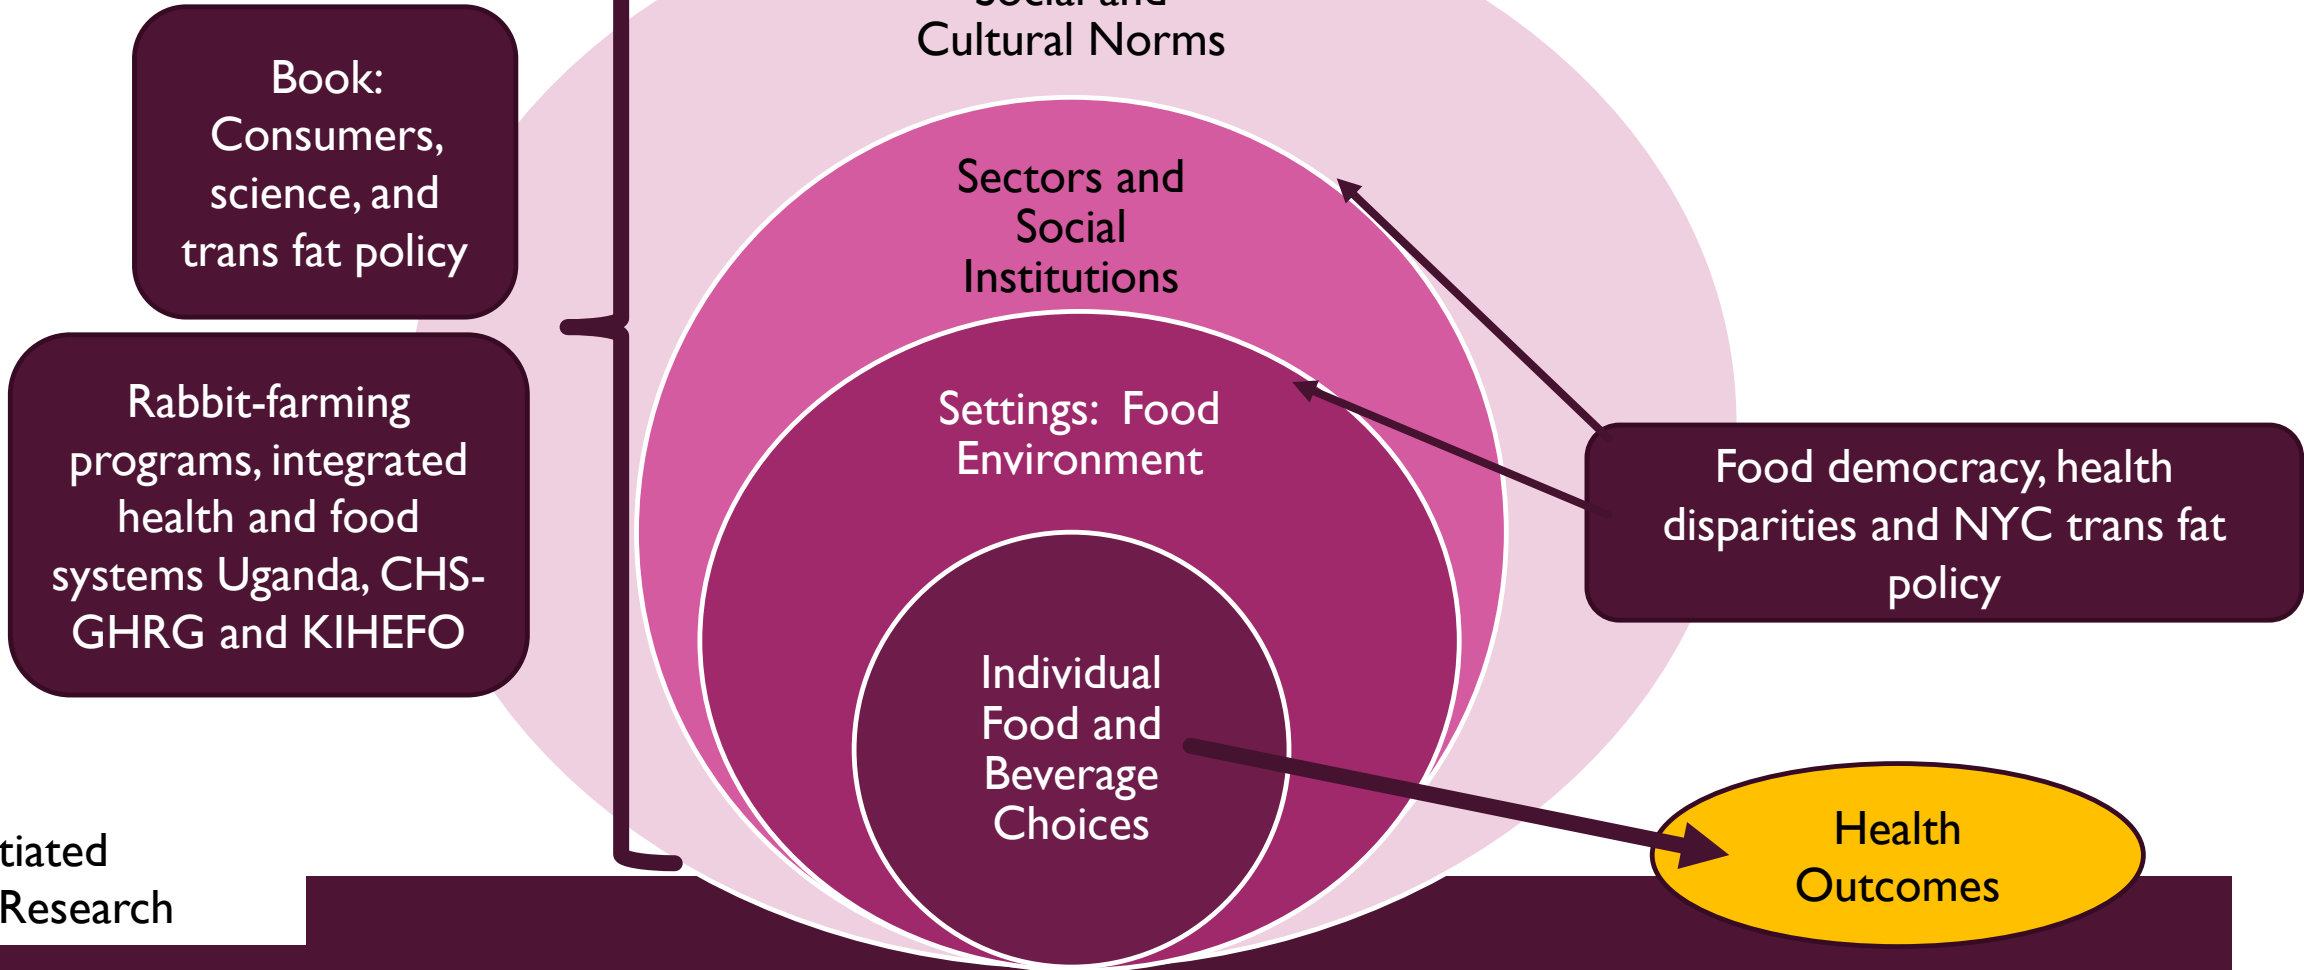 Social and
Cultural Norms
Book:
Consumers,
science, and
trans fat policy
Sectors and
Social
Institutions
Rabbit-farming
programs, integrated
health and food
systems Uganda, CHS-
GHRG and KIHEFO
Settings: Food
Environment
Food democracy, health
disparities and NYC trans fat
policy
Individual
Food and
Beverage
Choices
Health
Outcomes
tiated
Research